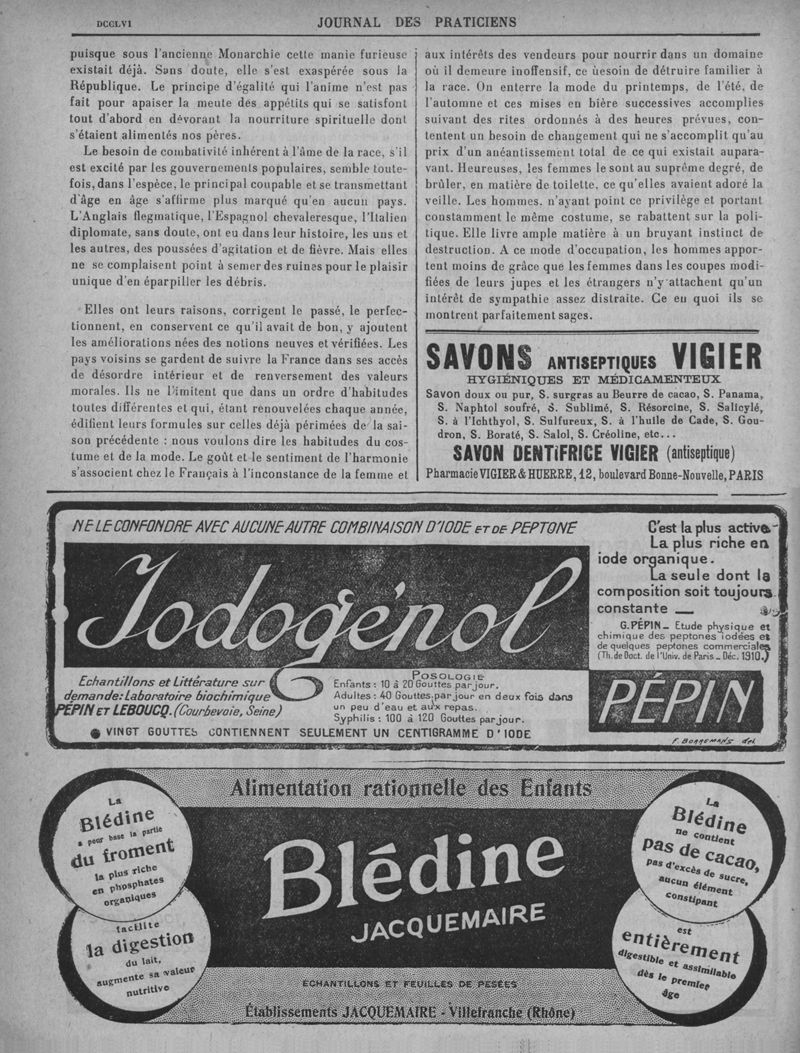 DCCLVI
JOURNAL DES PRATICIENS
puisque sous l'ancienne Monarchie cette manie furieuse
existait déjà. Sans doute, elle s'est exaspérée sous la
République. Le principe d'égalité qui l'anime n'est pas
fait pour apaiser la meute des appétits qui se satisfont
tout d'abord en dévorant la nourriture spirituelle dont
s'étaient alimentés nos pères.
Le besoin de combativité inhérent à l'âme de la race, s'il
est excité par les gouvernements populaires, semble toute-
fois, dans l'espèce, le principal coupable et se transmettant
d'âge en âge s'affirme plus marqué qu'en aucun pays.
L'Anglais flegmatique, l'Espagnol chevaleresque, l'Italien
diplomate, sans doute, ont eu dans leur histoire, les uns et
les autres, des poussées d'agitation et de fièvre. Mais elles
ne se complaisent point à semer des ruines pour le plaisir
unique d'en éparpiller les débris.
Elles ont leurs raisons, corrigent le passé, le perfec-
tionnent, en conservent ce qu'il avait de bon, y ajoutent
les améliorations nées des notions neuves et vérifiées. Les
pays voisins se gardent de suivre la France dans ses accès
de désordre intérieur et de renversement des valeurs
morales. Ils ne l'imitent que dans un ordre d'habitudes
toutes différentes et qui, étant renouvelées chaque année,
édifient leurs formules sur celles déjà périmées de la sai-
son précédente : nous voulons dire les habitudes du cos-
tume et de la mode. Le goût et le sentiment de l'harmonie
s'associent chez le Français à l'inconstance de la femme et
aux intérêts des vendeurs pour nourrir dans un domaine
où il demeure inoffensif, ce besoin de détruire familier à
la race. On enterre la mode du printemps, de l'été, de
l'automne et ces mises en bière successives accomplies
suivant des rites ordonnés à des heures prévues, con-
tentent un besoin de changement qui ne s'accomplit qu'au
prix d'un anéantissement total de ce qui existait aupara-
vant. Heureuses, les femmes le sont au suprême degré, de
brûler, en matière de toilette, ce qu'elles avaient adoré la
veille. Les hommes, n'ayant point ce privilège et portant
constamment le même costume, se rabattent sur la poli-
tique. Elle livre ample matière à un bruyant instinct de
destruction. A ce mode d'occupation, les hommes appor-
tent moins de grâce que les femmes dans les coupes modi-
fiées de leurs jupes et les étrangers n'y attachent qu'un
intérêt de sympathie assez distraite. Ce en quoi ils se
montrent parfaitement sages.
SAVONS ANTISEPTIQUES VIGIER
HYGIÉNIQUES ET MÉDICAMENTEUX
Savon doux ou pur, S. surgras au Beurre de cacao, S. Panama,
S. Naphtol soufré, S. Sublimé, S. Résorcine, S. Salicylé,
S. à l'Ichthyol, S. Sulfureux, S. à l'huile de Cade, S. Gou-
dron, S. Boraté, S. Salol, S. Créoline, etc...
SAVON DENTIFRICE VIGIER (antiseptique)
Pharmacie VIGIER & HUERRE, 12, boulevard Bonne-Nouvelle, PARIS
NE LE CONFONDRE AVEC AUCUNE AUTRE COMBINAISON D'IODE ET DE PEPTONE
Iodogénol
C'est la plus active
La plus riche en
iode organique.
La seule dont la
composition soit toujours
constante —
G. PÉPIN _ Etude physique et
chimique des peptones iodées et
de quelques peptones commerciales
(Th. de Doct. de l'Univ. de Paris _ Déc. 1910.)
Echantillons et Littérature sur
demande: Laboratoire biochimique
PÉPIN ET LEBOUCQ. (Courbevoie, Seine)
POSOLOGIE
Enfants : 10 à 20 Gouttes par jour.
Adultes : 40 Gouttes par jour en deux fois dans
un peu d'eau et aux repas.
Syphilis : 100 à 120 Gouttes par jour.
VINGT GOUTTES CONTIENNENT SEULEMENT UN CENTIGRAMME D'IODE
PÉPIN
Alimentation rationnelle des Enfants
La
Blédine
a pour base la partie
du froment
la plus riche
en phosphates
organiques
facilite
la digestion
du lait,
augmente sa valeur
nutritive
Blédine
JACQUEMAIRE
La
Blédine
ne contient
pas de cacao,
pas d'excès de sucre,
aucun élément
constipant
est
entièrement
digestible et assimilable
dès le premier
âge
ÉCHANTILLONS ET FEUILLES DE PESÉES
Établissements JACQUEMAIRE - Villefranche (Rhône)